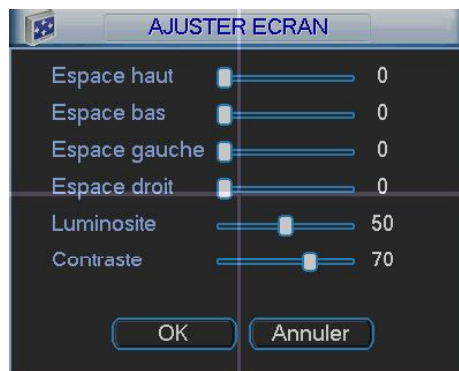 AJUSTER ECRAN
Espace haut 0
Espace bas 0
Espace gauche 0
Espace droit 0
Luminosite 50
Contraste 70
OK Annuler